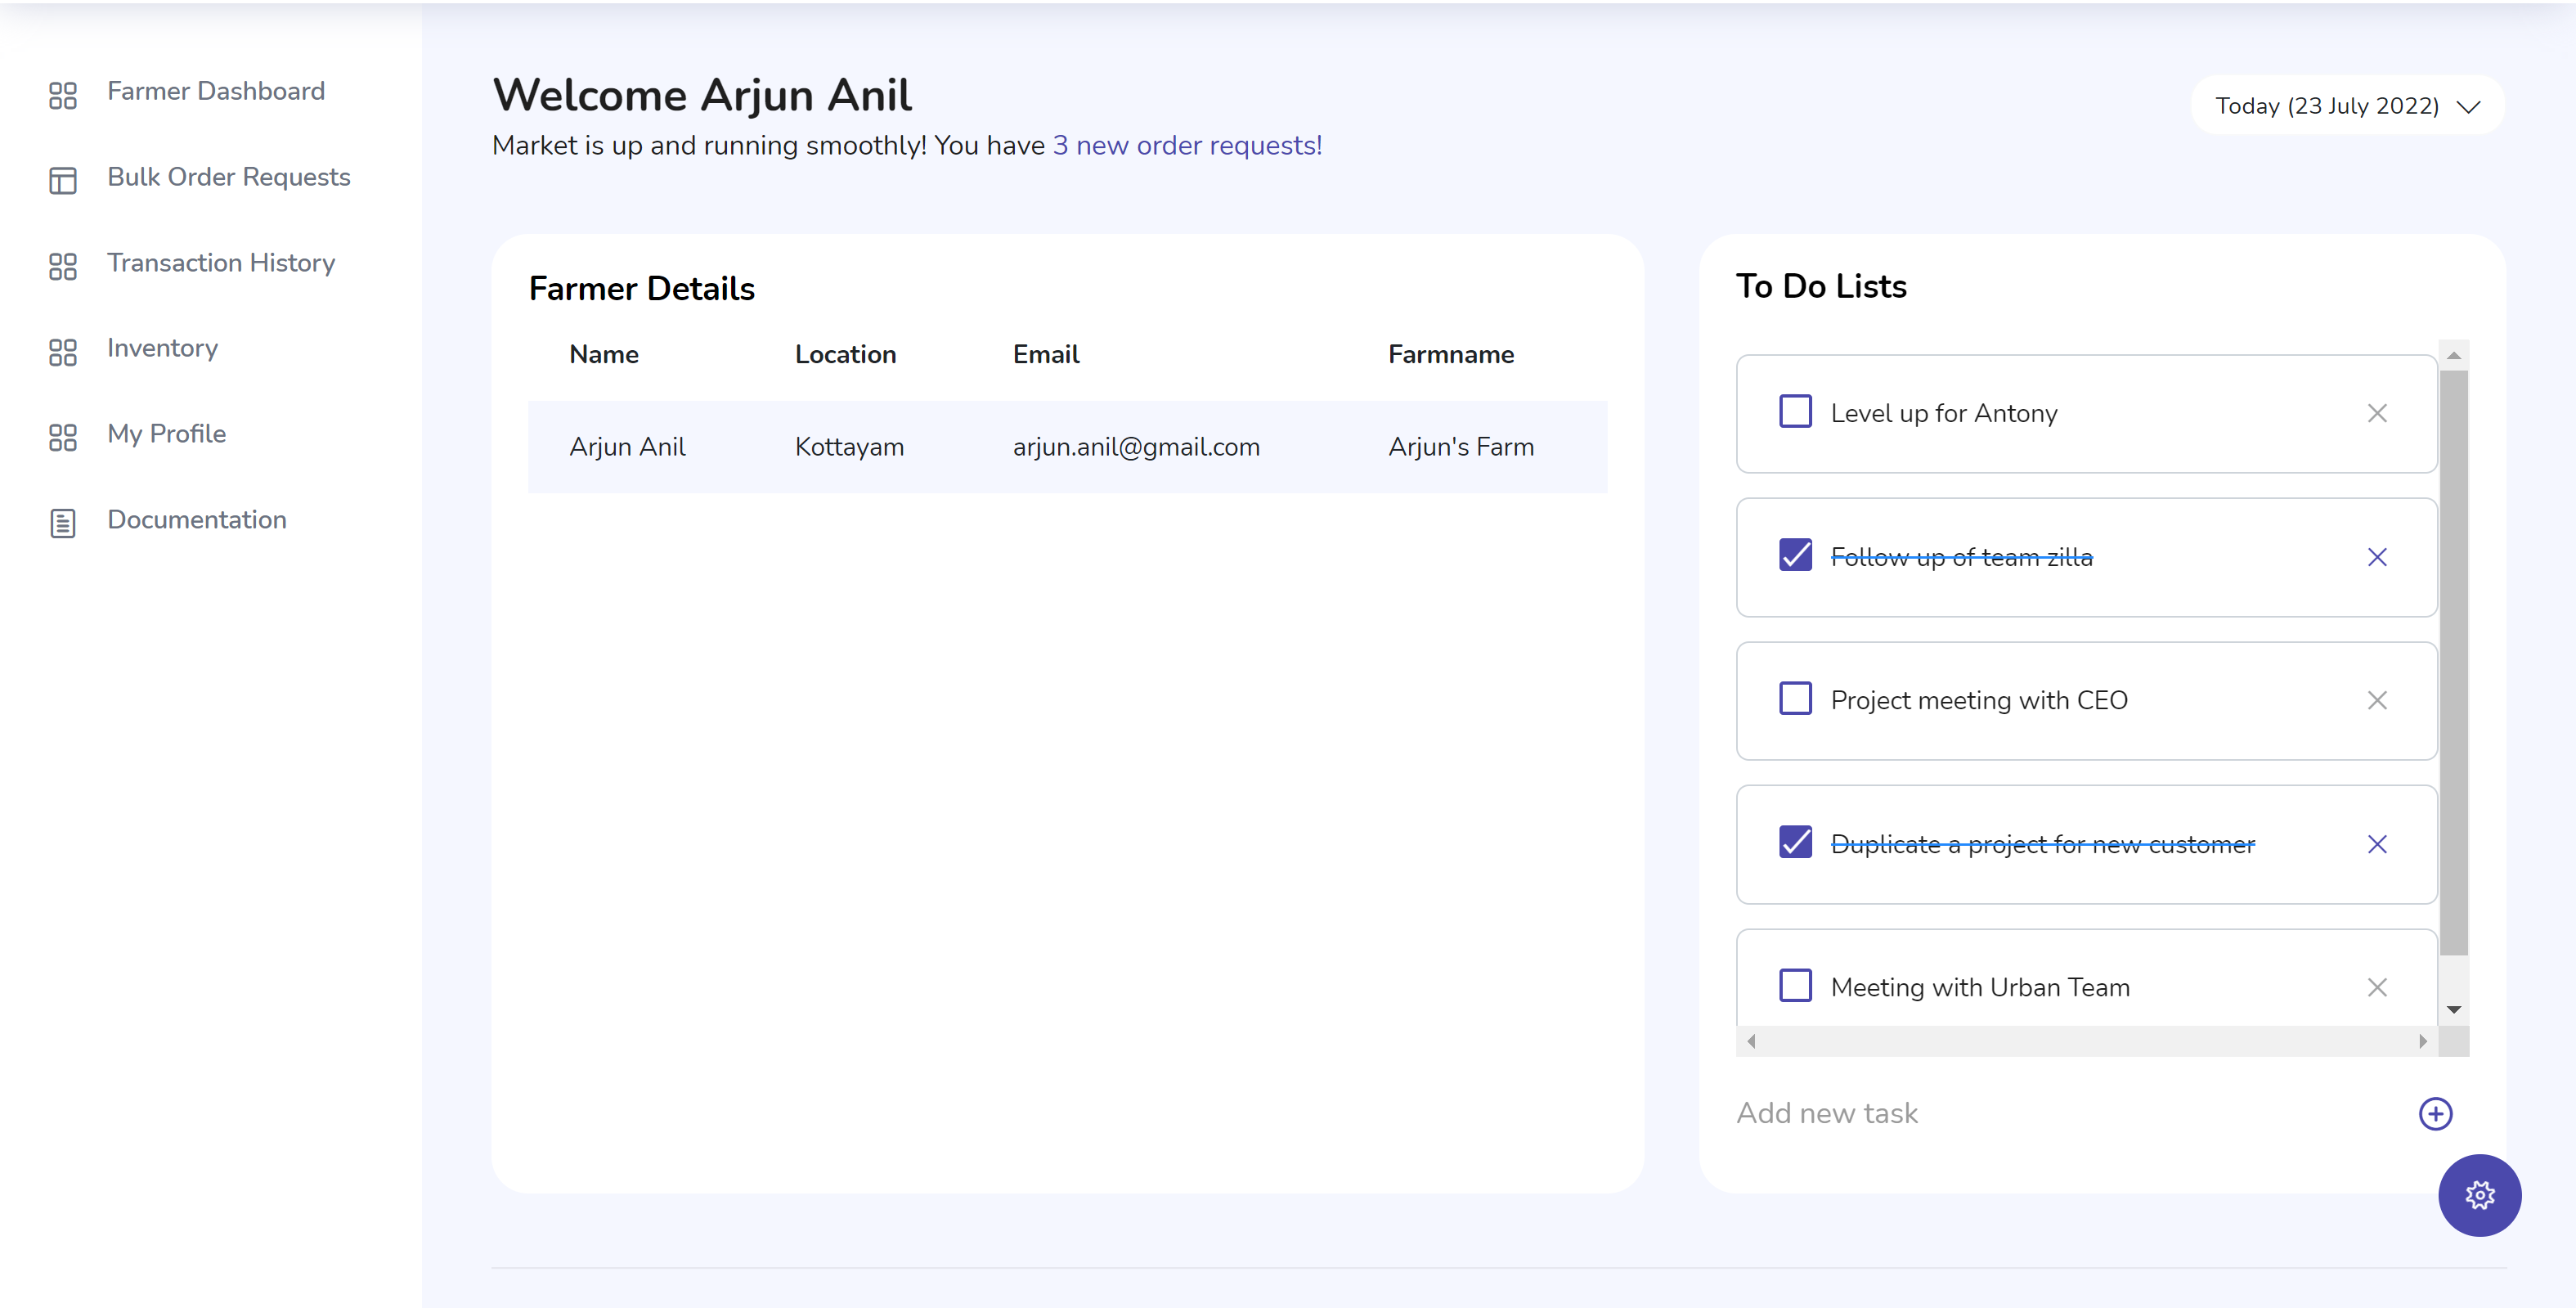 Farmer Dashboard
Bulk Order Requests
Transaction History
Inventory
My Profile
Documentation
Welcome Arjun Anil
Market is up and running smoothly! You have 3 new order requests!
Today (23 July 2022)
Farmer Details
Name Location Email Farmname
Arjun Anil Kottayam arjun.anil@gmail.com Arjun's Farm
To Do Lists
Level up for Antony
Follow up of team zilla
Project meeting with CEO
Duplicate a project for new customer
Meeting with Urban Team
Add new task